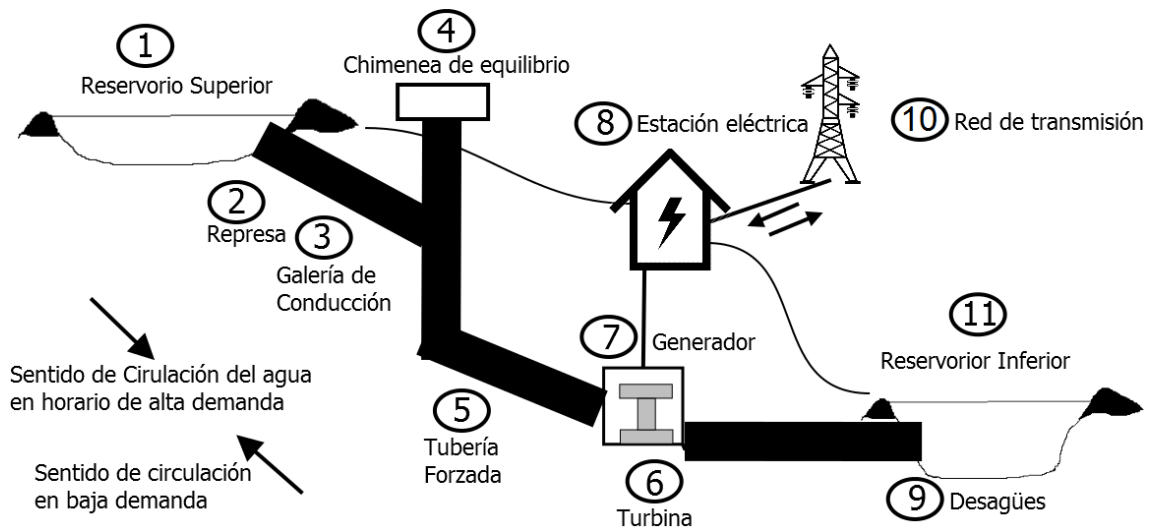 1
Reservorio Superior
2
Represa
3
Galería de
Conducción
4
Chimenea de equilibrio
5
Tubería
Forzada
6
Turbina
7
Generador
8
Estación eléctrica
9
Desagües
10
Red de transmisión
11
Reservorior Inferior
Sentido de Cirulación del agua
en horario de alta demanda
Sentido de circulación
en baja demanda